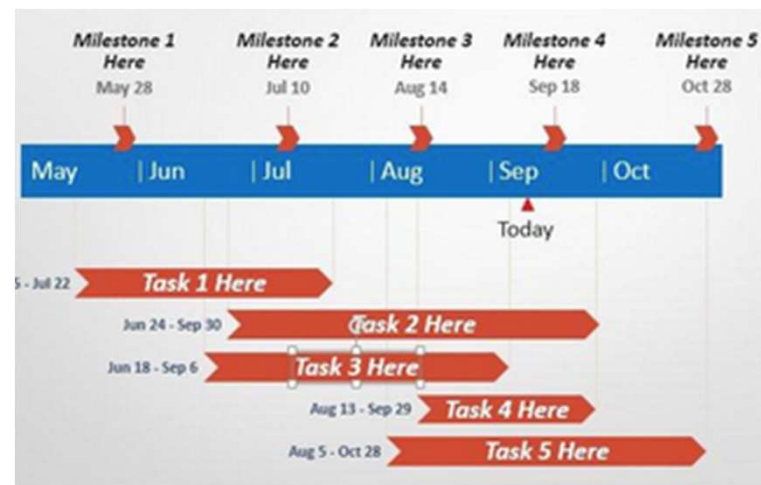 Milestone 1 Here
May 28
Milestone 2 Here
Jul 10
Milestone 3 Here
Aug 14
Milestone 4 Here
Sep 18
Milestone 5 Here
Oct 28
May | Jun | Jul | Aug | Sep | Oct
Today
5 - Jul 22 Task 1 Here
Jun 24 - Sep 30 Task 2 Here
Jun 18 - Sep 6 Task 3 Here
Aug 13 - Sep 29 Task 4 Here
Aug 5 - Oct 28 Task 5 Here